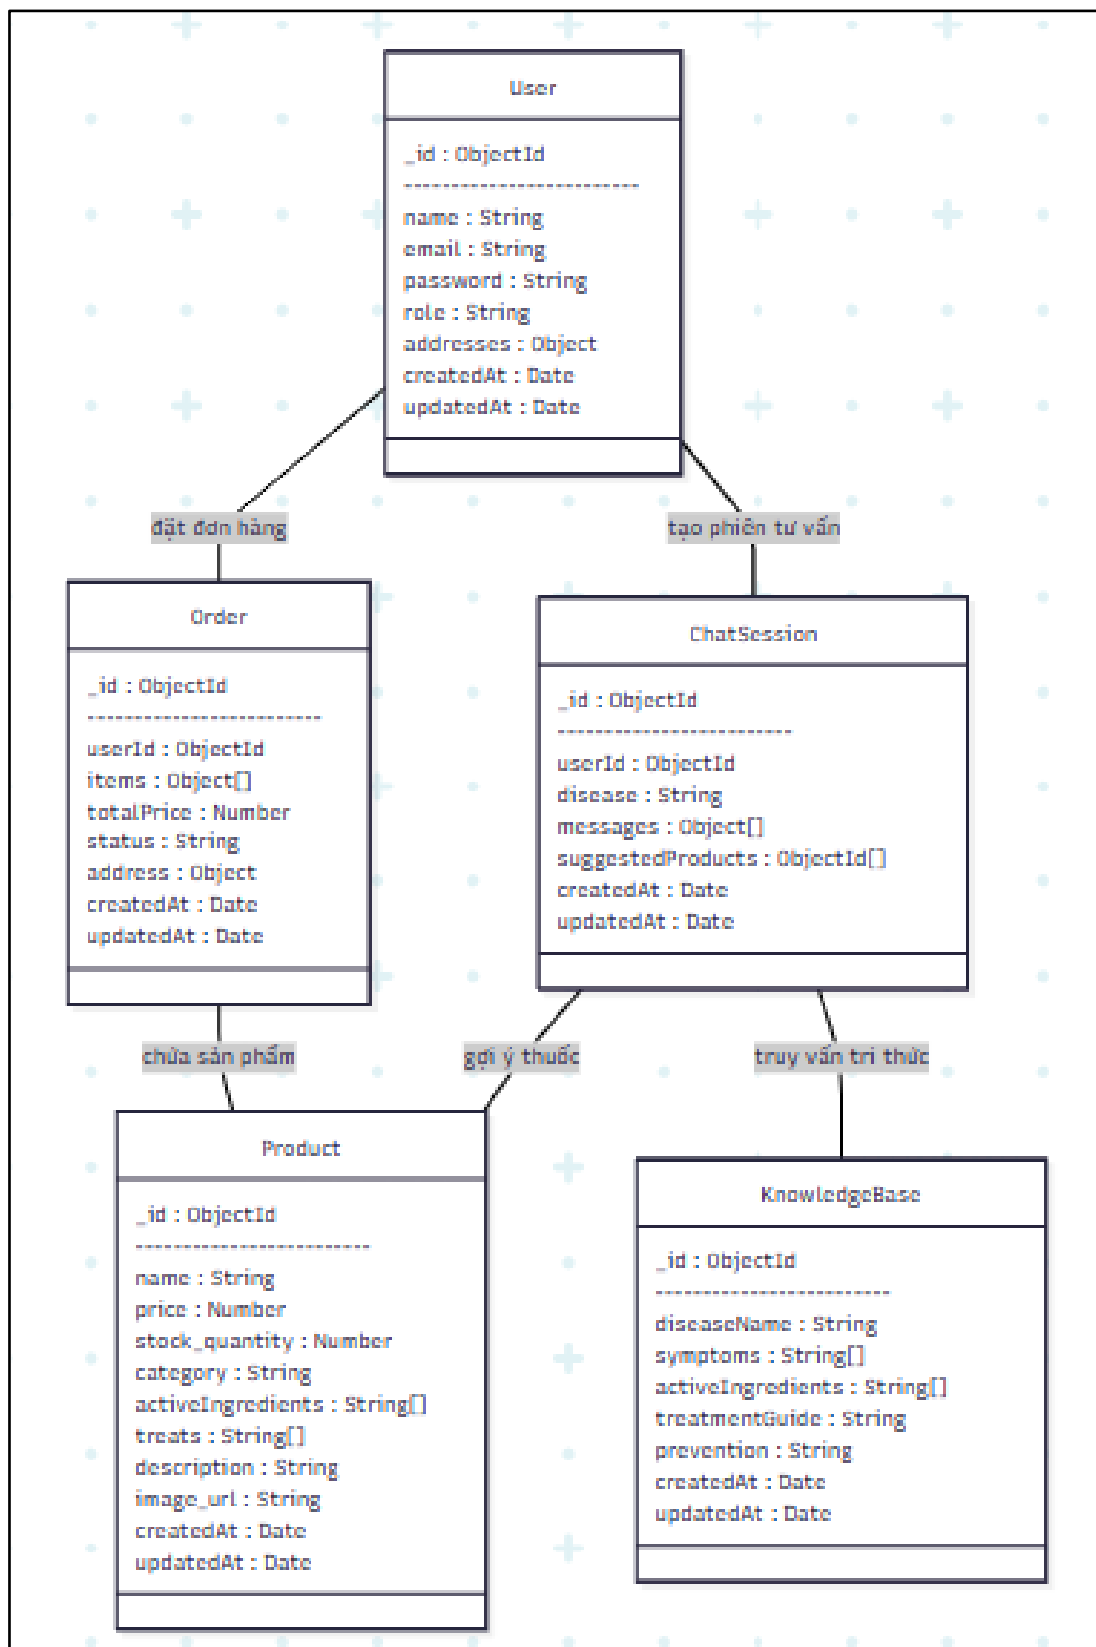 User
_id : ObjectId
-------------------------
name : String
email : String
password : String
role : String
addresses : Object
createdAt : Date
updatedAt : Date
đặt đơn hàng
tạo phiên tư vấn
Order
_id : ObjectId
-------------------------
userId : ObjectId
items : Object[]
totalPrice : Number
status : String
address : Object
createdAt : Date
updatedAt : Date
ChatSession
_id : ObjectId
-------------------------
userId : ObjectId
disease : String
messages : Object[]
suggestedProducts : ObjectId[]
createdAt : Date
updatedAt : Date
chứa sản phẩm
gợi ý thuốc
truy vấn tri thức
Product
_id : ObjectId
-------------------------
name : String
price : Number
stock_quantity : Number
category : String
activeIngredients : String[]
treats : String[]
description : String
image_url : String
createdAt : Date
updatedAt : Date
KnowledgeBase
_id : ObjectId
-------------------------
diseaseName : String
symptoms : String[]
activeIngredients : String[]
treatmentGuide : String
prevention : String
createdAt : Date
updatedAt : Date